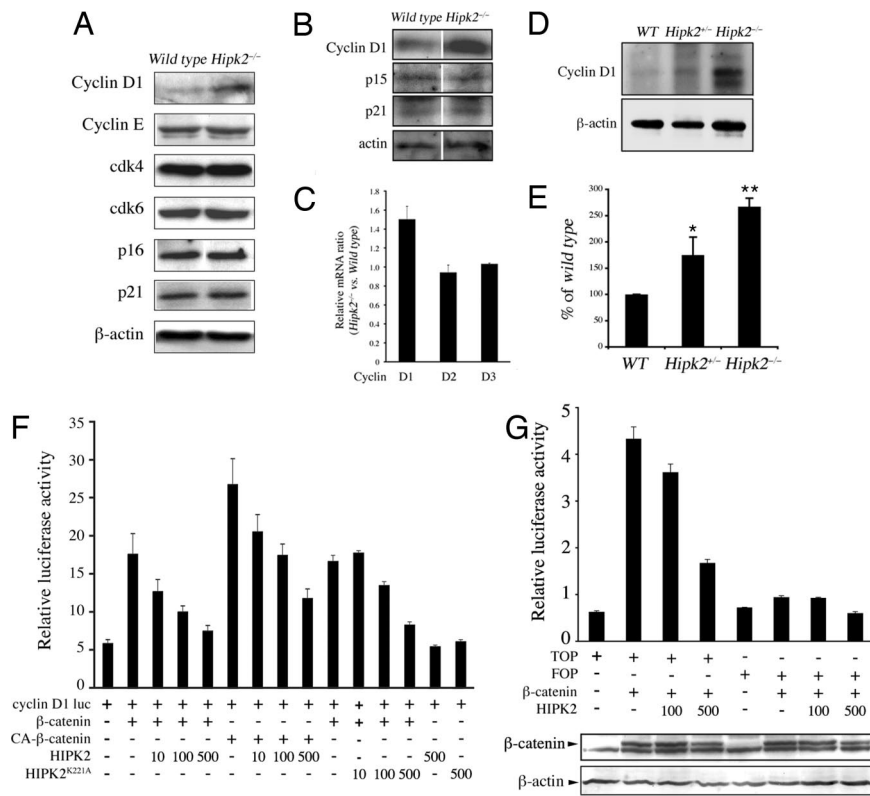 A
Wild type Hipk2−/−
Cyclin D1
Cyclin E
cdk4
cdk6
p16
p21
β-actin
B
Wild type Hipk2−/−
Cyclin D1
p15
p21
actin
C
Relative mRNA ratio
(Hipk2−/− vs. Wild type)
1.8
1.6
1.4
1.2
1.0
0.8
0.6
0.4
0.2
0
Cyclin D1 D2 D3
D
WT Hipk2+/− Hipk2−/−
Cyclin D1
β-actin
E
% of wild type
300
250
200
150
100
50
0
* **
WT Hipk2+/− Hipk2−/−
F
Relative luciferase activity
35
30
25
20
15
10
5
0
cyclin D1 luc + + + + + + + + + + + + + + +
β-catenin - + + + + - - - - + + + + - -
CA-β-catenin - - - - - + + + + - - - - - -
HIPK2 - - 10 100 500 - 10 100 500 - - - - 500 -
HIPK2K221A - - - - - - - - - - 10 100 500 - 500
G
Relative luciferase activity
5
4
3
2
1
0
TOP + + + + - - - -
FOP - - - - + + + +
β-catenin - + + + - + + +
HIPK2 - - 100 500 - - 100 500
β-catenin
β-actin